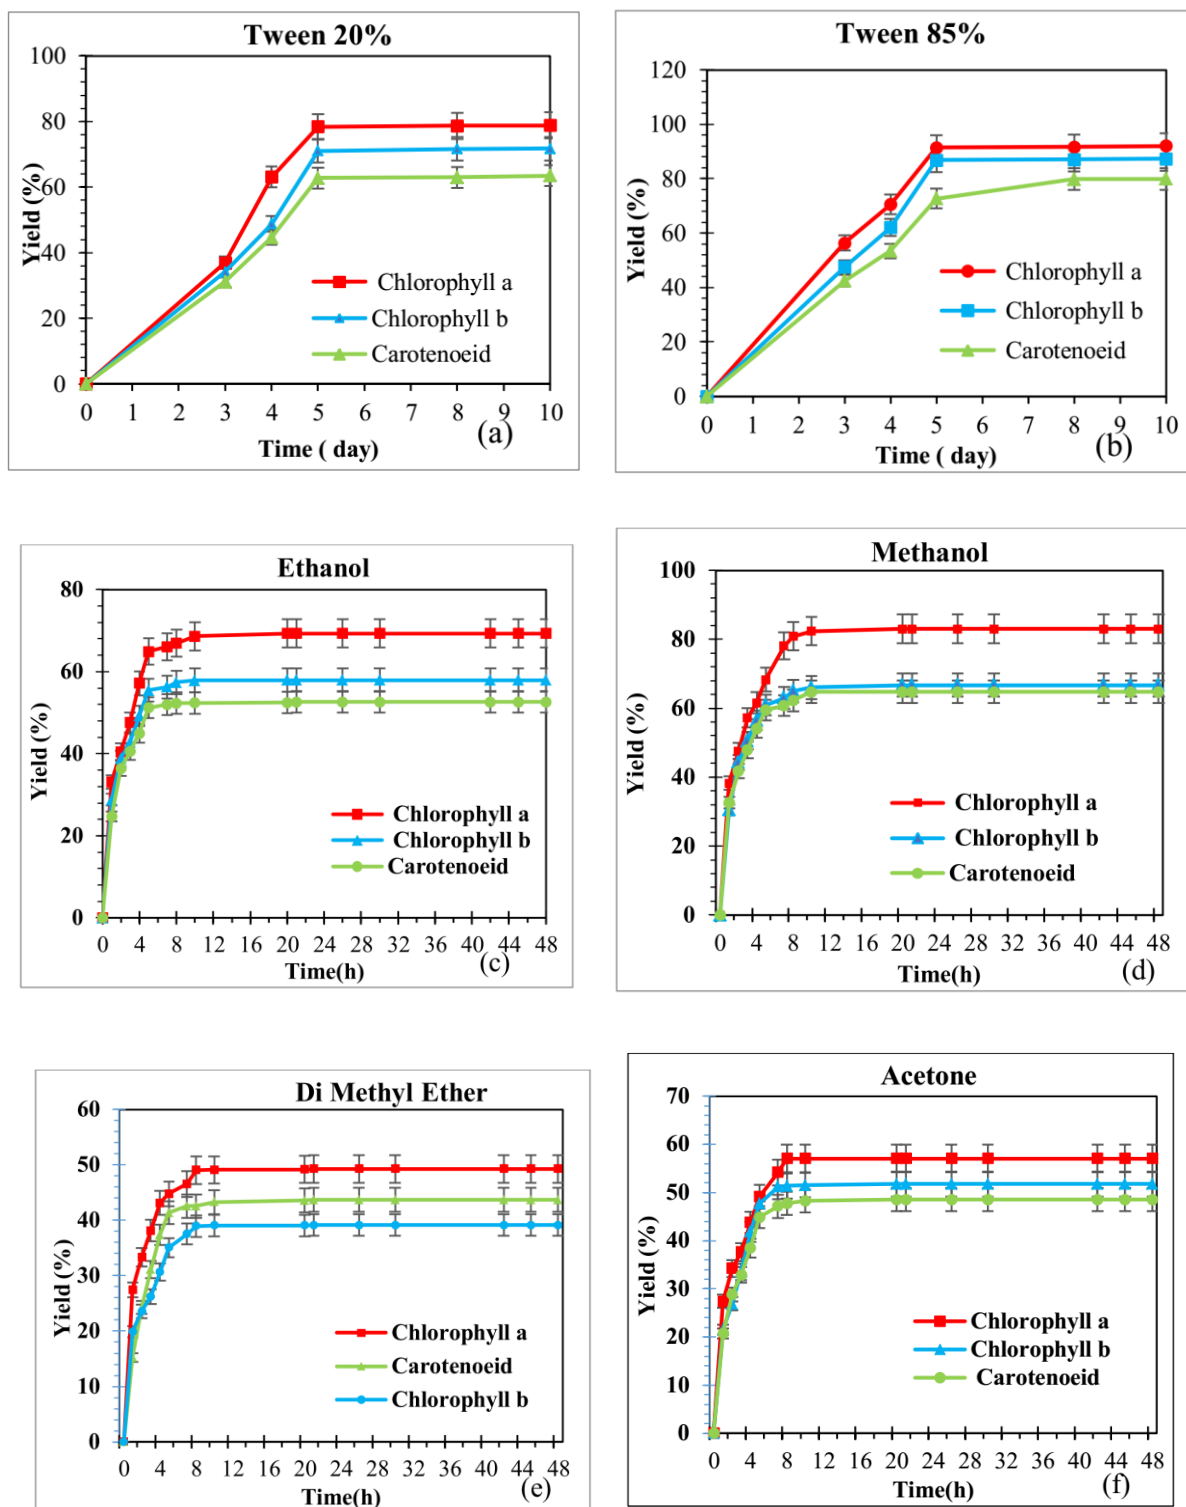 Tween 20%
100
80
60
40
20
0
Yield (%)
Chlorophyll a
Chlorophyll b
Carotenoeid
0 1 2 3 4 5 6 7 8 9 10
Time ( day)
(a)
Tween 85%
120
100
80
60
40
20
0
Yield (%)
Chlorophyll a
Chlorophyll b
Carotenoeid
0 1 2 3 4 5 6 7 8 9 10
Time ( day)
(b)
Ethanol
80
60
40
20
0
Yield (%)
Chlorophyll a
Chlorophyll b
Carotenoeid
0 4 8 12 16 20 24 28 32 36 40 44 48
Time(h)
(c)
Methanol
100
80
60
40
20
0
Yield (%)
Chlorophyll a
Chlorophyll b
Carotenoeid
0 4 8 12 16 20 24 28 32 36 40 44 48
Time(h)
(d)
Di Methyl Ether
60
50
40
30
20
10
0
Yield (%)
Chlorophyll a
Carotenoeid
Chlorophyll b
0 4 8 12 16 20 24 28 32 36 40 44 48
Time(h)
(e)
Acetone
70
60
50
40
30
20
10
0
Yield (%)
Chlorophyll a
Chlorophyll b
Carotenoeid
0 4 8 12 16 20 24 28 32 36 40 44 48
Time(h)
(f)